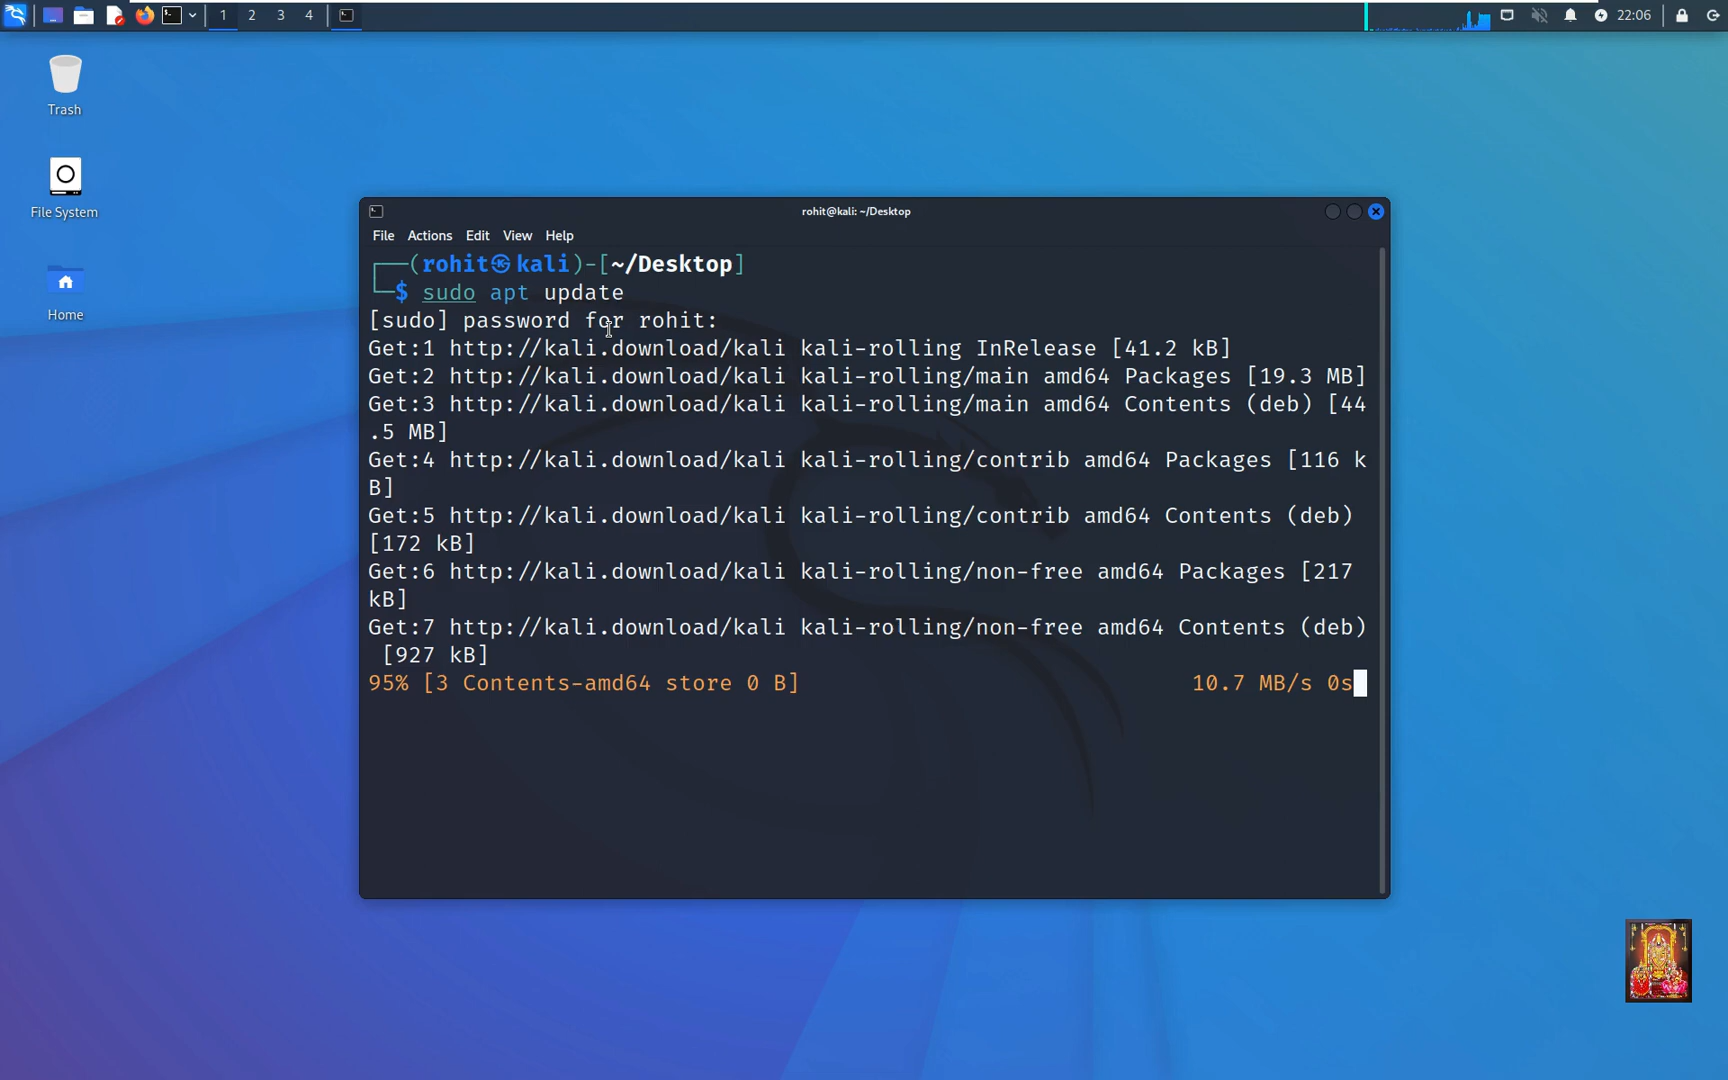 1 2 3 4
22:06
Trash
File System
Home
rohit@kali: ~/Desktop
File Actions Edit View Help
┌──(rohit㉿kali)-[~/Desktop]
└─$ sudo apt update
[sudo] password for rohit:
Get:1 http://kali.download/kali kali-rolling InRelease [41.2 kB]
Get:2 http://kali.download/kali kali-rolling/main amd64 Packages [19.3 MB]
Get:3 http://kali.download/kali kali-rolling/main amd64 Contents (deb) [44
.5 MB]
Get:4 http://kali.download/kali kali-rolling/contrib amd64 Packages [116 k
B]
Get:5 http://kali.download/kali kali-rolling/contrib amd64 Contents (deb)
[172 kB]
Get:6 http://kali.download/kali kali-rolling/non-free amd64 Packages [217
kB]
Get:7 http://kali.download/kali kali-rolling/non-free amd64 Contents (deb)
[927 kB]
95% [3 Contents-amd64 store 0 B] 10.7 MB/s 0s